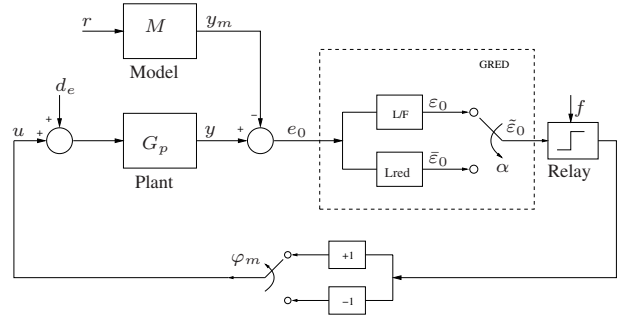 r
M
y_m
Model
GRED
d_e
+
−
L/F
ε_0
f
u
+
G_p
y
+
e_0
ε̃_0
Plant
Lred
ε̄_0
α
Relay
φ_m
+1
−1